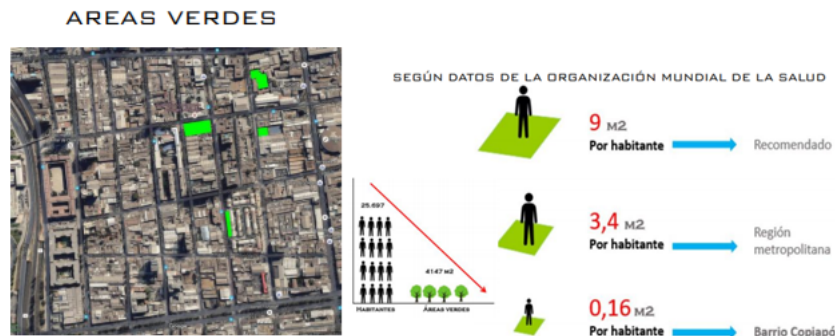 AREAS VERDES
SEGÚN DATOS DE LA ORGANIZACIÓN MUNDIAL DE LA SALUD
9 M2
Por habitante
Recomendado
25.697
4147 M2
HABITANTES
ÁREAS VERDES
3,4 M2
Por habitante
Región
metropolitana
0,16 M2
Por habitante
Barrio Copiapó